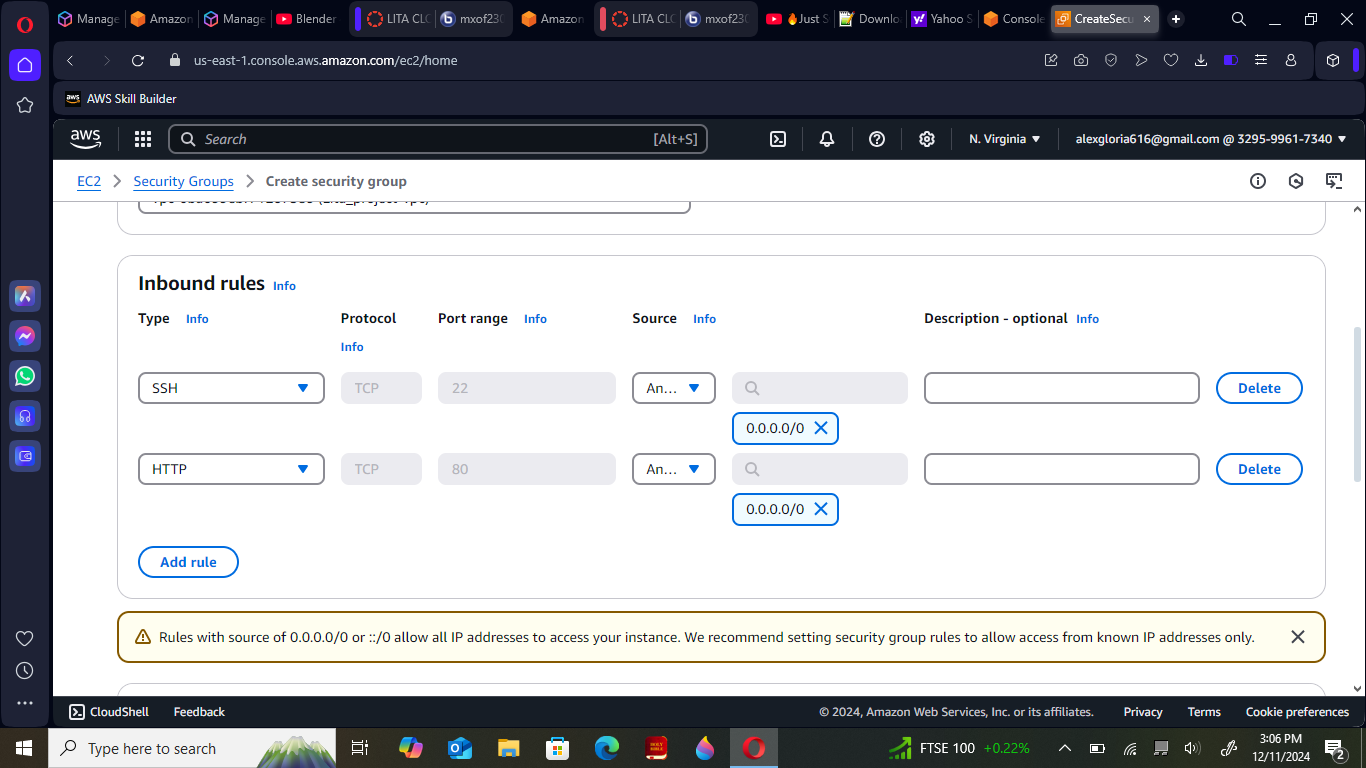 Manage
Amazon
Manage
Blender
LITA CLO
mxof230
Amazon
LITA CLO
mxof230
Just S
Downlo
Yahoo S
Console
CreateSecu
us-east-1.console.aws.amazon.com/ec2/home
aws AWS Skill Builder
aws
Search
[Alt+S]
N. Virginia
alexgloria616@gmail.com @ 3295-9961-7340
EC2
Security Groups
Create security group
Inbound rules Info
Type Info
Protocol
Info
Port range Info
Source Info
Description - optional Info
SSH
TCP
22
An...
Delete
0.0.0.0/0
HTTP
TCP
80
An...
Delete
0.0.0.0/0
Add rule
Rules with source of 0.0.0.0/0 or ::/0 allow all IP addresses to access your instance. We recommend setting security group rules to allow access from known IP addresses only.
CloudShell
Feedback
© 2024, Amazon Web Services, Inc. or its affiliates.
Privacy
Terms
Cookie preferences
Type here to search
HOLY BIBLE
FTSE 100 +0.22%
3:06 PM
12/11/2024
2